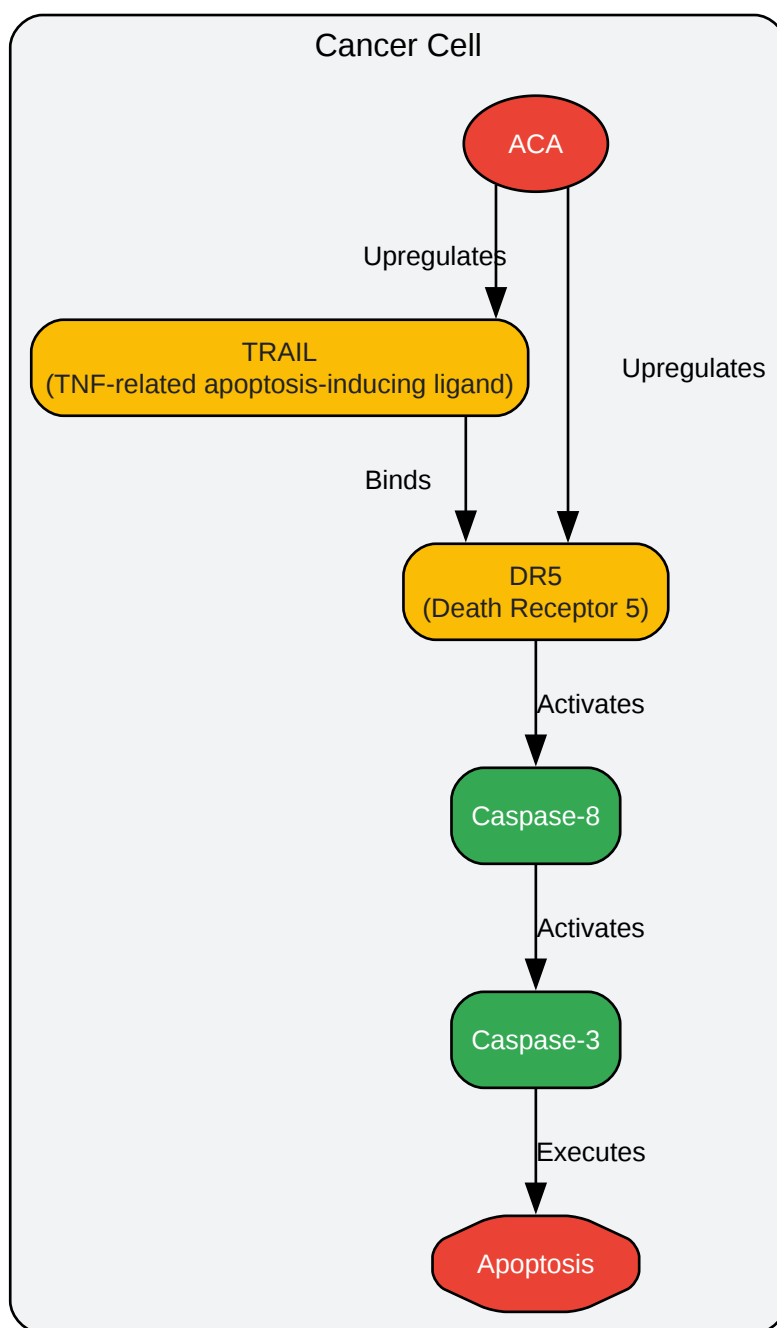 Cancer Cell
ACA
Upregulates
TRAIL
(TNF-related apoptosis-inducing ligand)
Upregulates
Binds
DR5
(Death Receptor 5)
Activates
Caspase-8
Activates
Caspase-3
Executes
Apoptosis